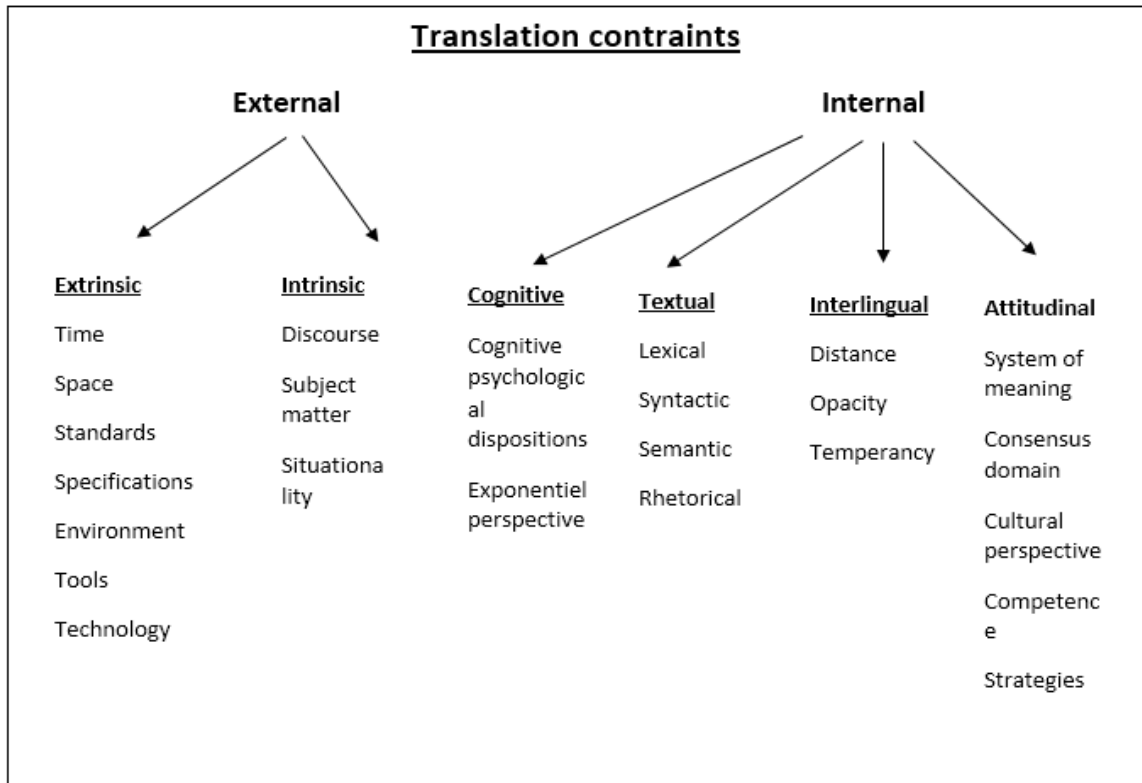 Translation contraints
External
Internal
Extrinsic
Time
Space
Standards
Specifications
Environment
Tools
Technology
Intrinsic
Discourse
Subject
matter
Situationa
lity
Cognitive
Cognitive
psychologic
al
dispositions
Exponentiel
perspective
Textual
Lexical
Syntactic
Semantic
Rhetorical
Interlingual
Distance
Opacity
Temperancy
Attitudinal
System of
meaning
Consensus
domain
Cultural
perspective
Competenc
e
Strategies